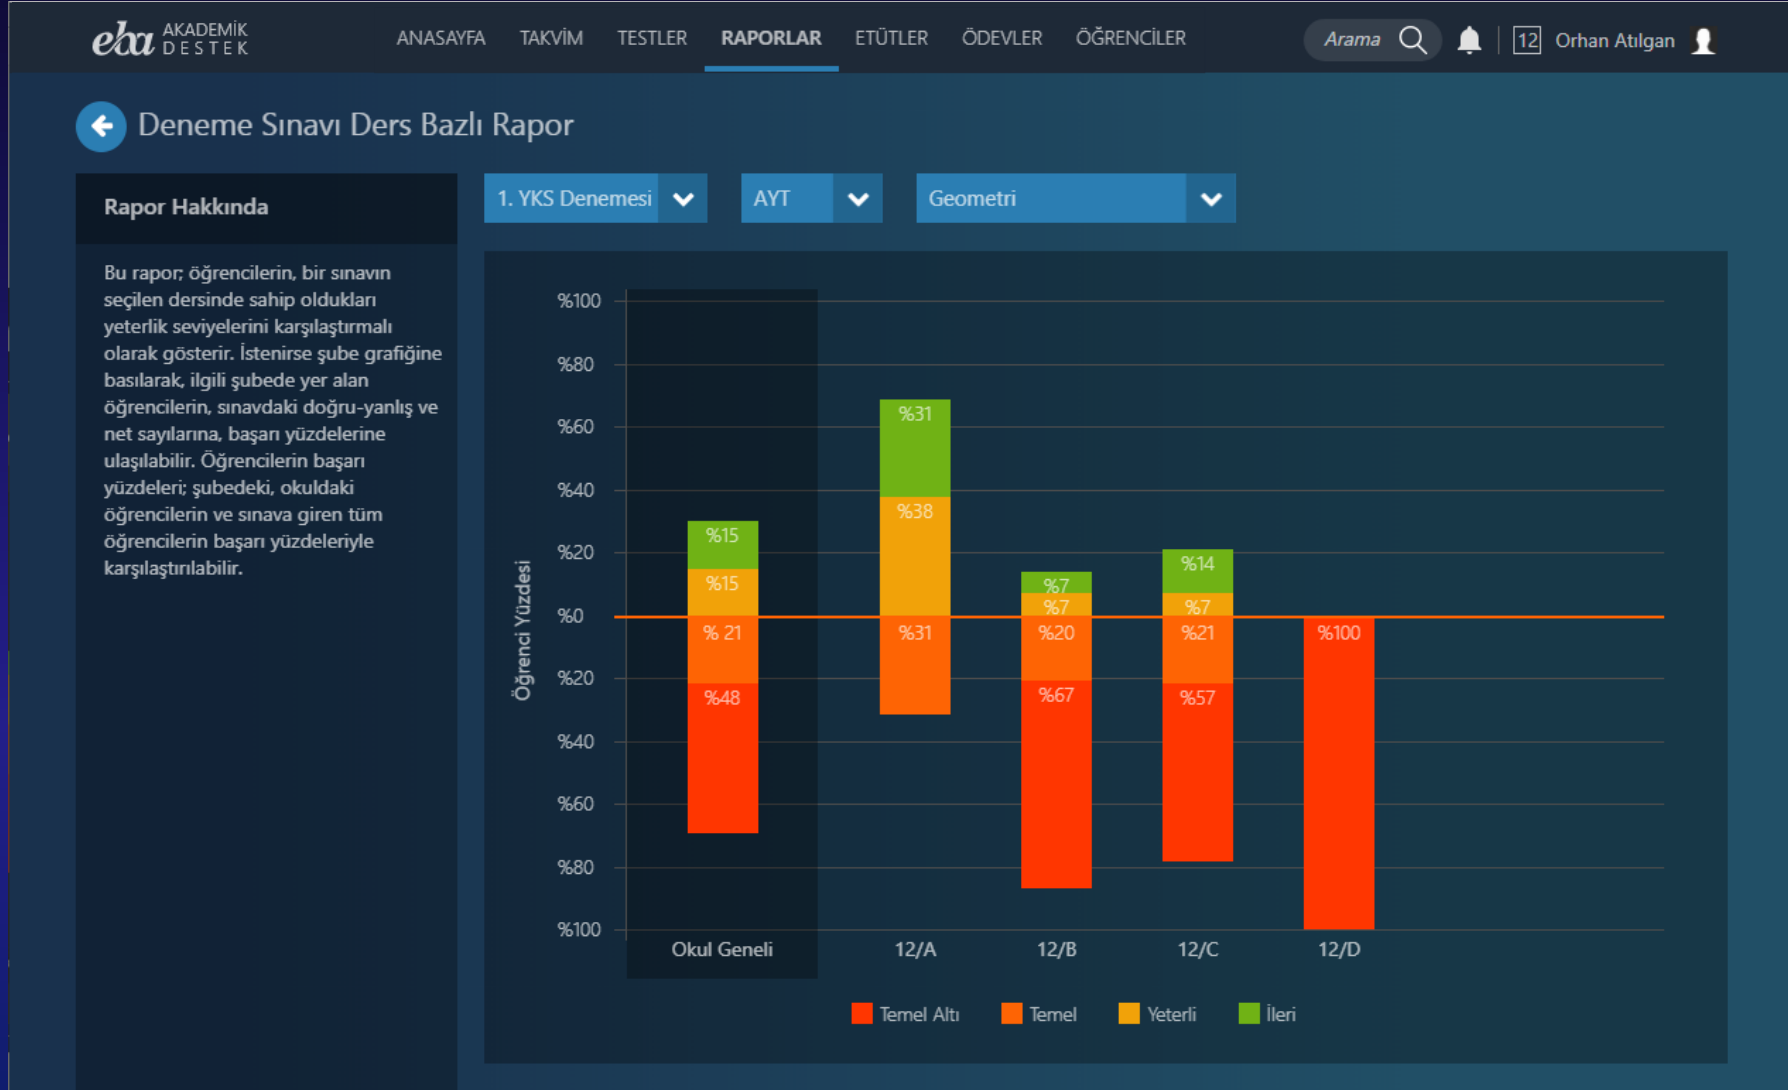 eba AKADEMİK DESTEK
ANASAYFA TAKVİM TESTLER RAPORLAR ETÜTLER ÖDEVLER ÖĞRENCİLER Arama 12 Orhan Atılgan
Deneme Sınavı Ders Bazlı Rapor
Rapor Hakkında
Bu rapor; öğrencilerin, bir sınavın
seçilen dersinde sahip oldukları
yeterlik seviyelerini karşılaştırmalı
olarak gösterir. İstenirse şube grafiğine
basılarak, ilgili şubede yer alan
öğrencilerin, sınavdaki doğru-yanlış ve
net sayılarına, başarı yüzdelerine
ulaşılabilir. Öğrencilerin başarı
yüzdeleri; şubedeki, okuldaki
öğrencilerin ve sınava giren tüm
öğrencilerin başarı yüzdeleriyle
karşılaştırılabilir.
1. YKS Denemesi AYT Geometri
Öğrenci Yüzdesi
%100
%80
%60
%40
%20
%0
%20
%40
%60
%80
%100
%15
%15
% 21
%48
%31
%38
%31
%7
%7
%20
%67
%14
%7
%21
%57
%100
Okul Geneli 12/A 12/B 12/C 12/D
Temel Altı Temel Yeterli İleri